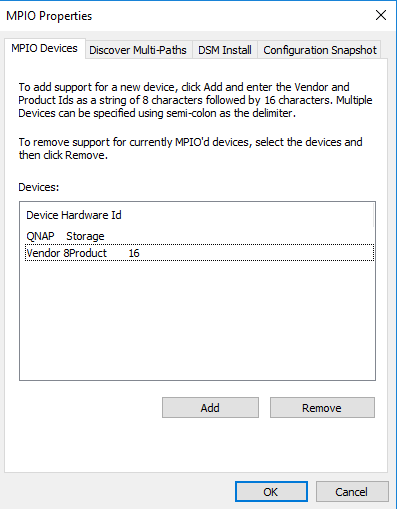 MPIO Properties
MPIO Devices Discover Multi-Paths DSM Install Configuration Snapshot
To add support for a new device, click Add and enter the Vendor and
Product Ids as a string of 8 characters followed by 16 characters. Multiple
Devices can be specified using semi-colon as the delimiter.
To remove support for currently MPIO'd devices, select the devices and
then click Remove.
Devices:
Device Hardware Id
QNAP Storage
Vendor 8Product 16
Add Remove
OK Cancel